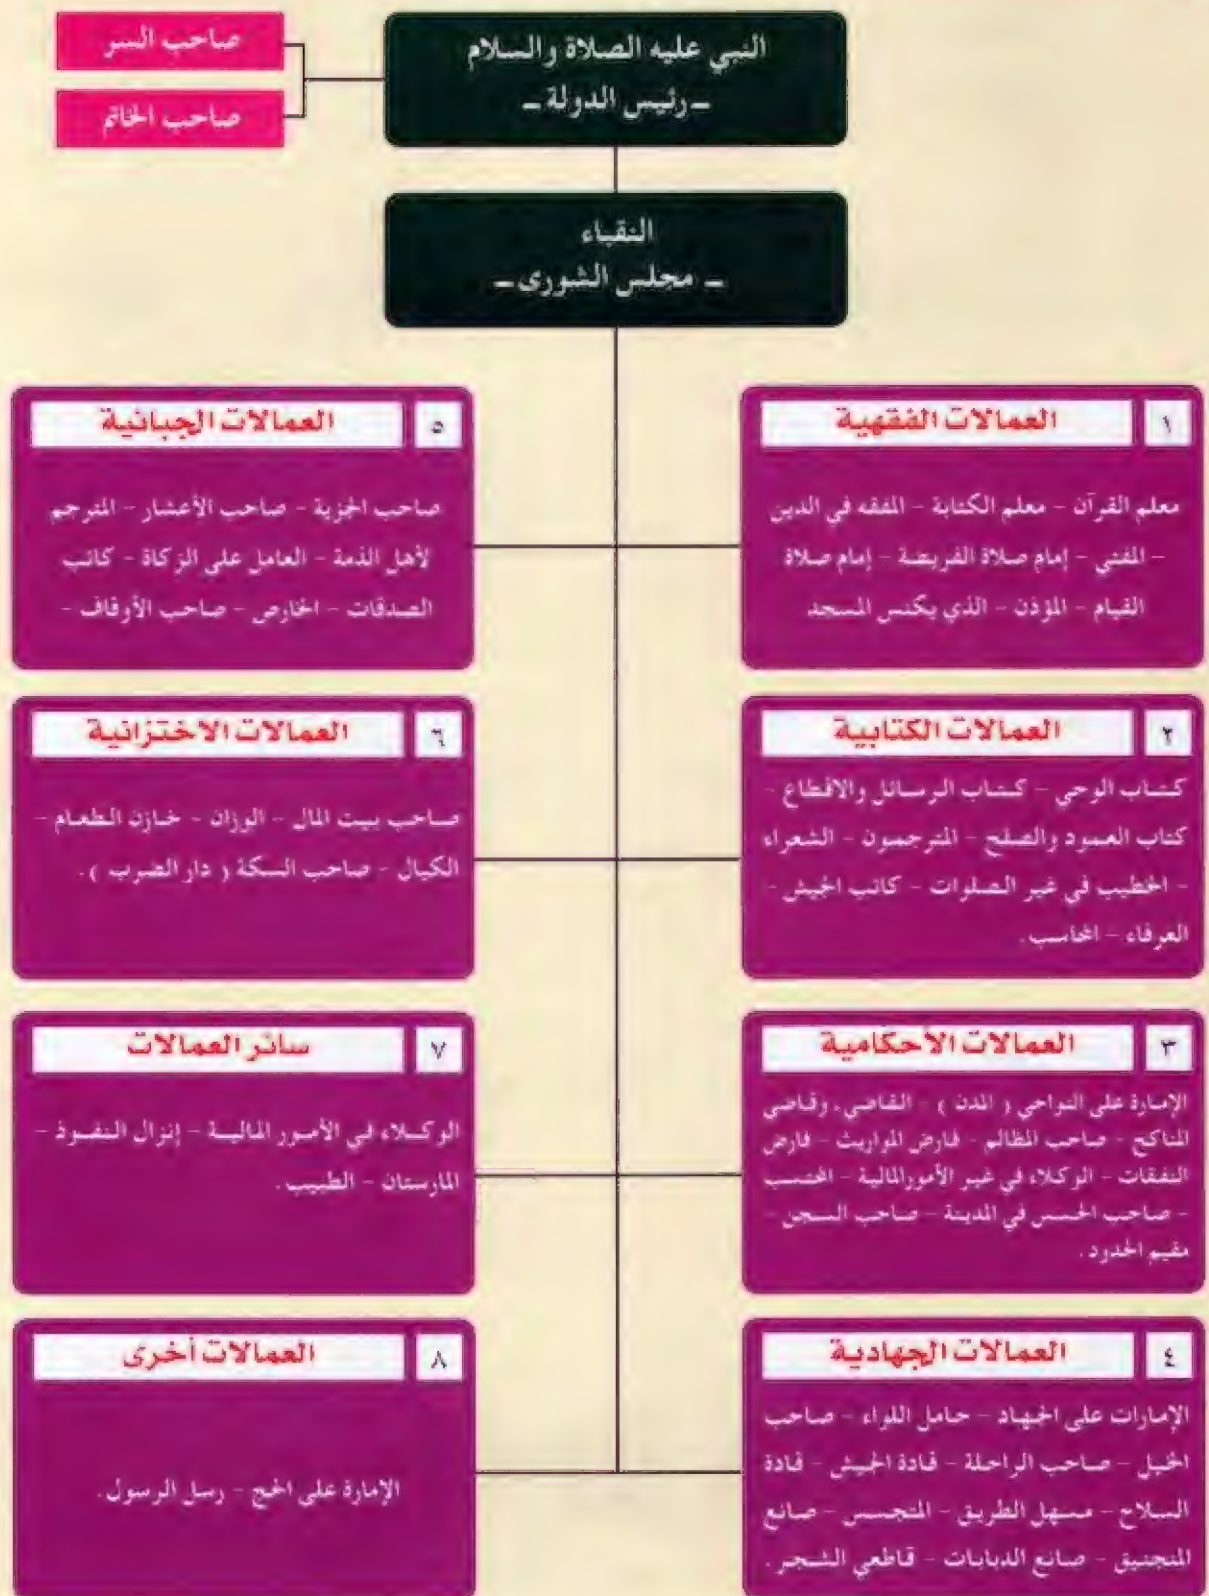 النبي عليه الصلاة والسلام
ـ رئيس الدولة ـ
صاحب السر
صاحب الخاتم
النقباء
ـ مجلس الشورى ـ
١ العمالات الفقهية
معلم القرآن - معلم الكتابة - المفقه في الدين
- المفتي - إمام صلاة الفريضة - إمام صلاة
القيام - المؤذن - الذي يكنس المسجد
٢ العمالات الكتابية
كتاب الوحي - كتاب الرسائل والاقطاع -
كتاب العمود والصلح - المترجمون - الشعراء
- الخطيب في غير الصلوات - كاتب الجيش -
العرفاء - المحاسب .
٣ العمالات الأحكامية
الإمارة على النواحي ( المدن ) - القاضي، وقاضي
المناكح - صاحب المظالم - فارض المواريث - فارض
النفقات - الوكلاء في غير الأمورالمالية - المحتسب
- صاحب العسس في المدينة - صاحب السجن -
مقيم الحدود .
٤ العمالات الجهادية
الإمارات على الجهاد - حامل اللواء - صاحب
الخيل - صاحب الراحلة - قادة الجيش - قادة
السلاح - مسهل الطريق - المتجسس - صانع
المنجنيق - صانع الدبابات - قاطعي الشجر .
٥ العمالات الجبائية
صاحب الجزية - صاحب الأعشار - المترجم
لأهل الذمة - العامل على الزكاة - كاتب
الصدقات - الخارص - صاحب الأوقاف -
٦ العمالات الاختزانية
صاحب بيت المال - الوزان - خازن الطعام -
الكيال - صاحب السكة ( دار الضرب ) .
٧ سائر العمالات
الوكلاء في الأمور المالية - إنزال النفوذ -
المارستان - الطبيب .
٨ العمالات أخرى
الإمارة على الحج - رسل الرسول .